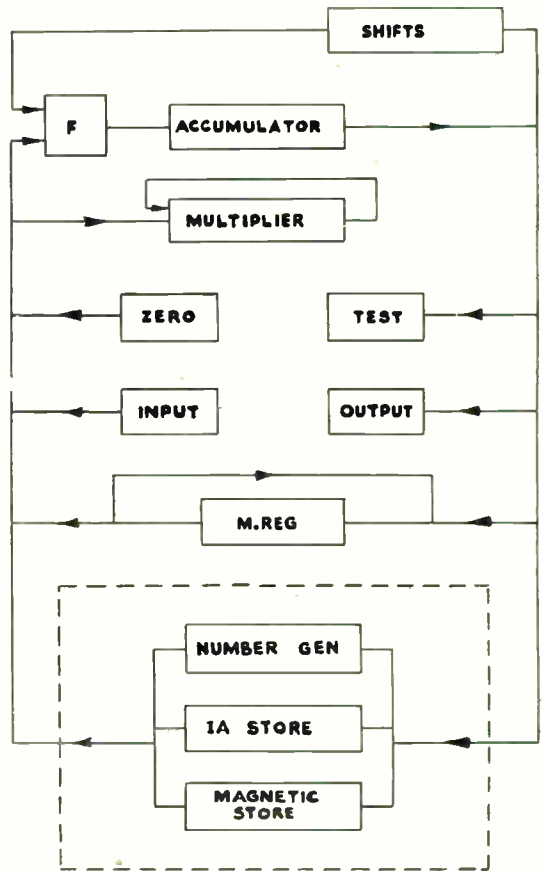 SHIFTS
F
ACCUMULATOR
MULTIPLIER
ZERO
TEST
INPUT
OUTPUT
M.REG
NUMBER GEN
IA STORE
MAGNETIC
STORE